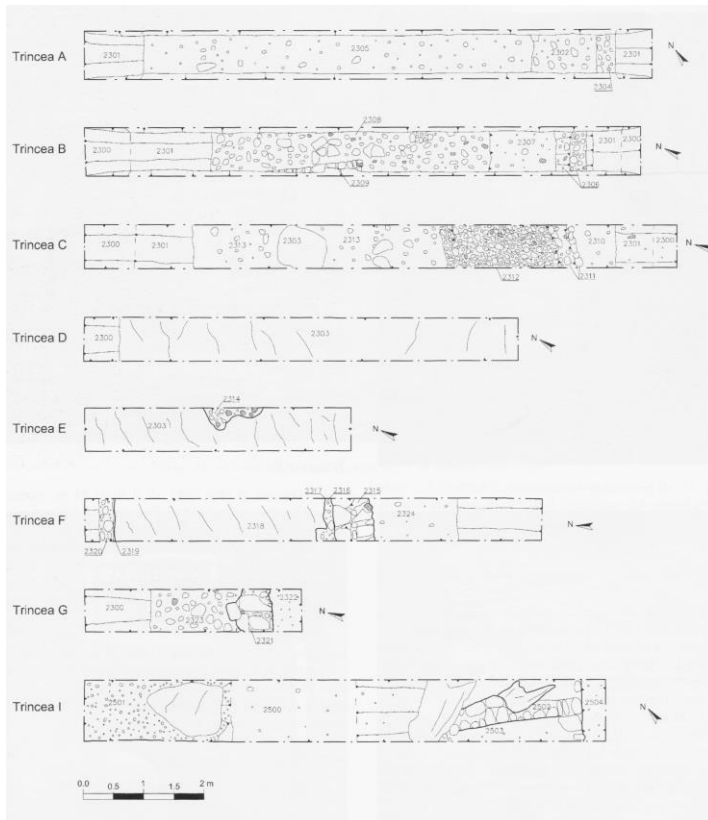 Trincea A 2301 2305 2302 2301 N
2304
2308
Trincea B 2300 2301 2307 2301 2300 N
2309 2306
Trincea C 2300 2301 2313 2303 2313 2310 2301 2300 N
2312 2311
Trincea D 2300 2303 N
2314
Trincea E 2303 N
2317 2316 2315
Trincea F 2318 2324 N
2320 2319
Trincea G 2300 2323 2322 N
2321
Trincea I 2501 2500 2502 2504 N
2503
0.0 0.5 1 1.5 2 m